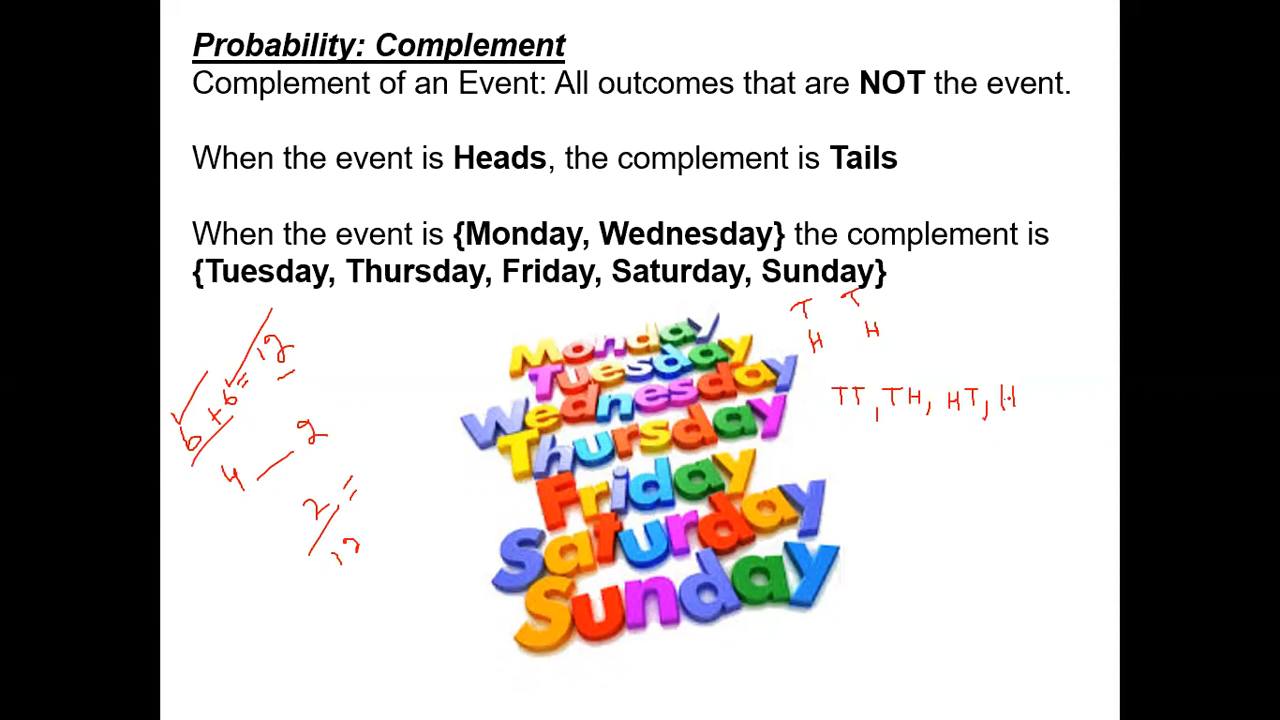 Probability: Complement
Complement of an Event: All outcomes that are NOT the event.
When the event is Heads, the complement is Tails
When the event is {Monday, Wednesday} the complement is
{Tuesday, Thursday, Friday, Saturday, Sunday}
T T
H H
TT, TH, HT, H
6 + 6 = 12
4
2
Monday
Tuesday
Wednesday
Thursday
Friday
Saturday
Sunday